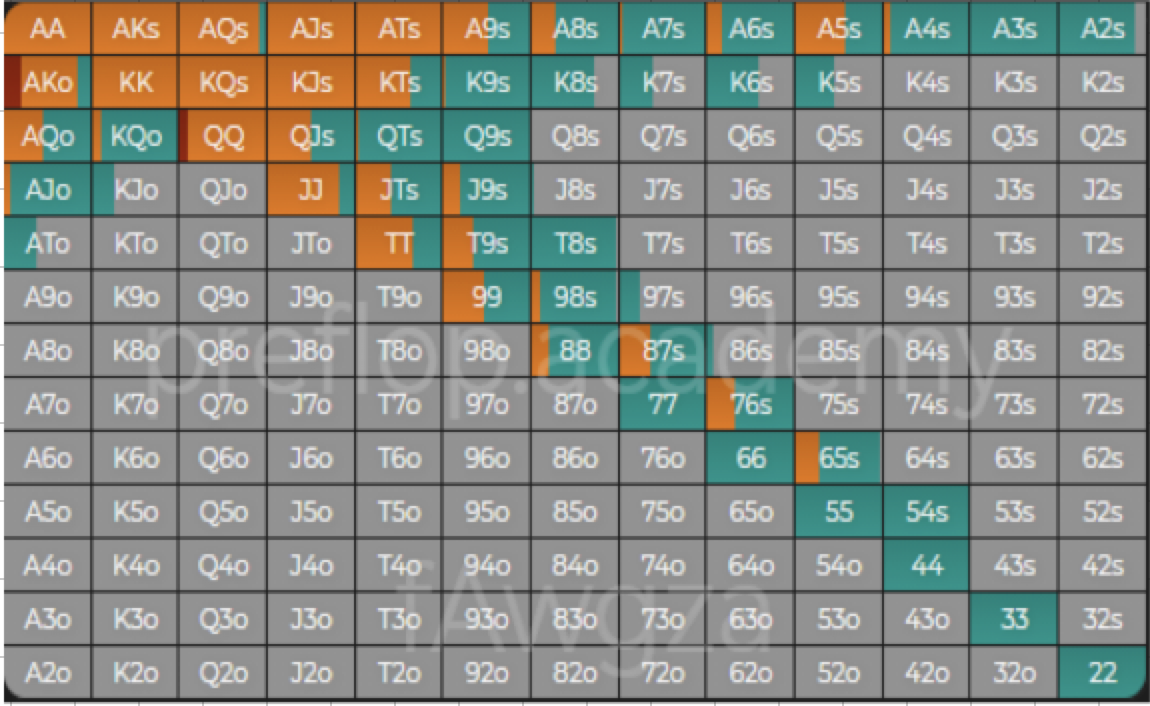 AA AKs AQs AJs ATs A9s A8s A7s A6s A5s A4s A3s A2s
AKo KK KQs KJs KTs K9s K8s K7s K6s K5s K4s K3s K2s
AQo KQo QQ QJs QTs Q9s Q8s Q7s Q6s Q5s Q4s Q3s Q2s
AJo KJo QJo JJ JTs J9s J8s J7s J6s J5s J4s J3s J2s
ATo KTo QTo JTo TT T9s T8s T7s T6s T5s T4s T3s T2s
A9o K9o Q9o J9o T9o 99 98s 97s 96s 95s 94s 93s 92s
preflop.academy
A8o K8o Q8o J8o T8o 98o 88 87s 86s 85s 84s 83s 82s
A7o K7o Q7o J7o T7o 97o 87o 77 76s 75s 74s 73s 72s
A6o K6o Q6o J6o T6o 96o 86o 76o 66 65s 64s 63s 62s
A5o K5o Q5o J5o T5o 95o 85o 75o 65o 55 54s 53s 52s
A4o K4o Q4o J4o T4o 94o 84o 74o 64o 54o 44 43s 42s
fAwgza
A3o K3o Q3o J3o T3o 93o 83o 73o 63o 53o 43o 33 32s
A2o K2o Q2o J2o T2o 92o 82o 72o 62o 52o 42o 32o 22